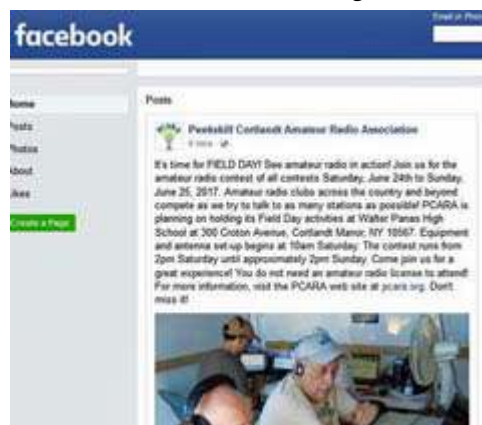 Email or Phone
facebook
Home
Posts
Photos
About
Likes
Create a Page
Posts
Peekskill Cortlandt Amateur Radio Association
It's time for FIELD DAY! See amateur radio in action! Join us for the
amateur radio contest of all contests Saturday, June 24th to Sunday,
June 25, 2017. Amateur radio clubs across the country and beyond
compete as we try to talk to as many stations as possible! PCARA is
planning on holding its Field Day activities at Walter Panas High
School at 300 Croton Avenue, Cortlandt Manor, NY 10567. Equipment
and antenna set-up begins at 10am Saturday. The contest runs from
2pm Saturday until approximately 2pm Sunday. Come join us for a
great experience! You do not need an amateur radio license to attend!
For more information, visit the PCARA web site at pcara.org. Don't
miss it!